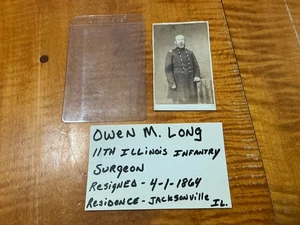 Owen M. Long
11TH Illinois Infantry
Surgeon
Resigned - 4-1-1864
Residence - Jacksonville IL.